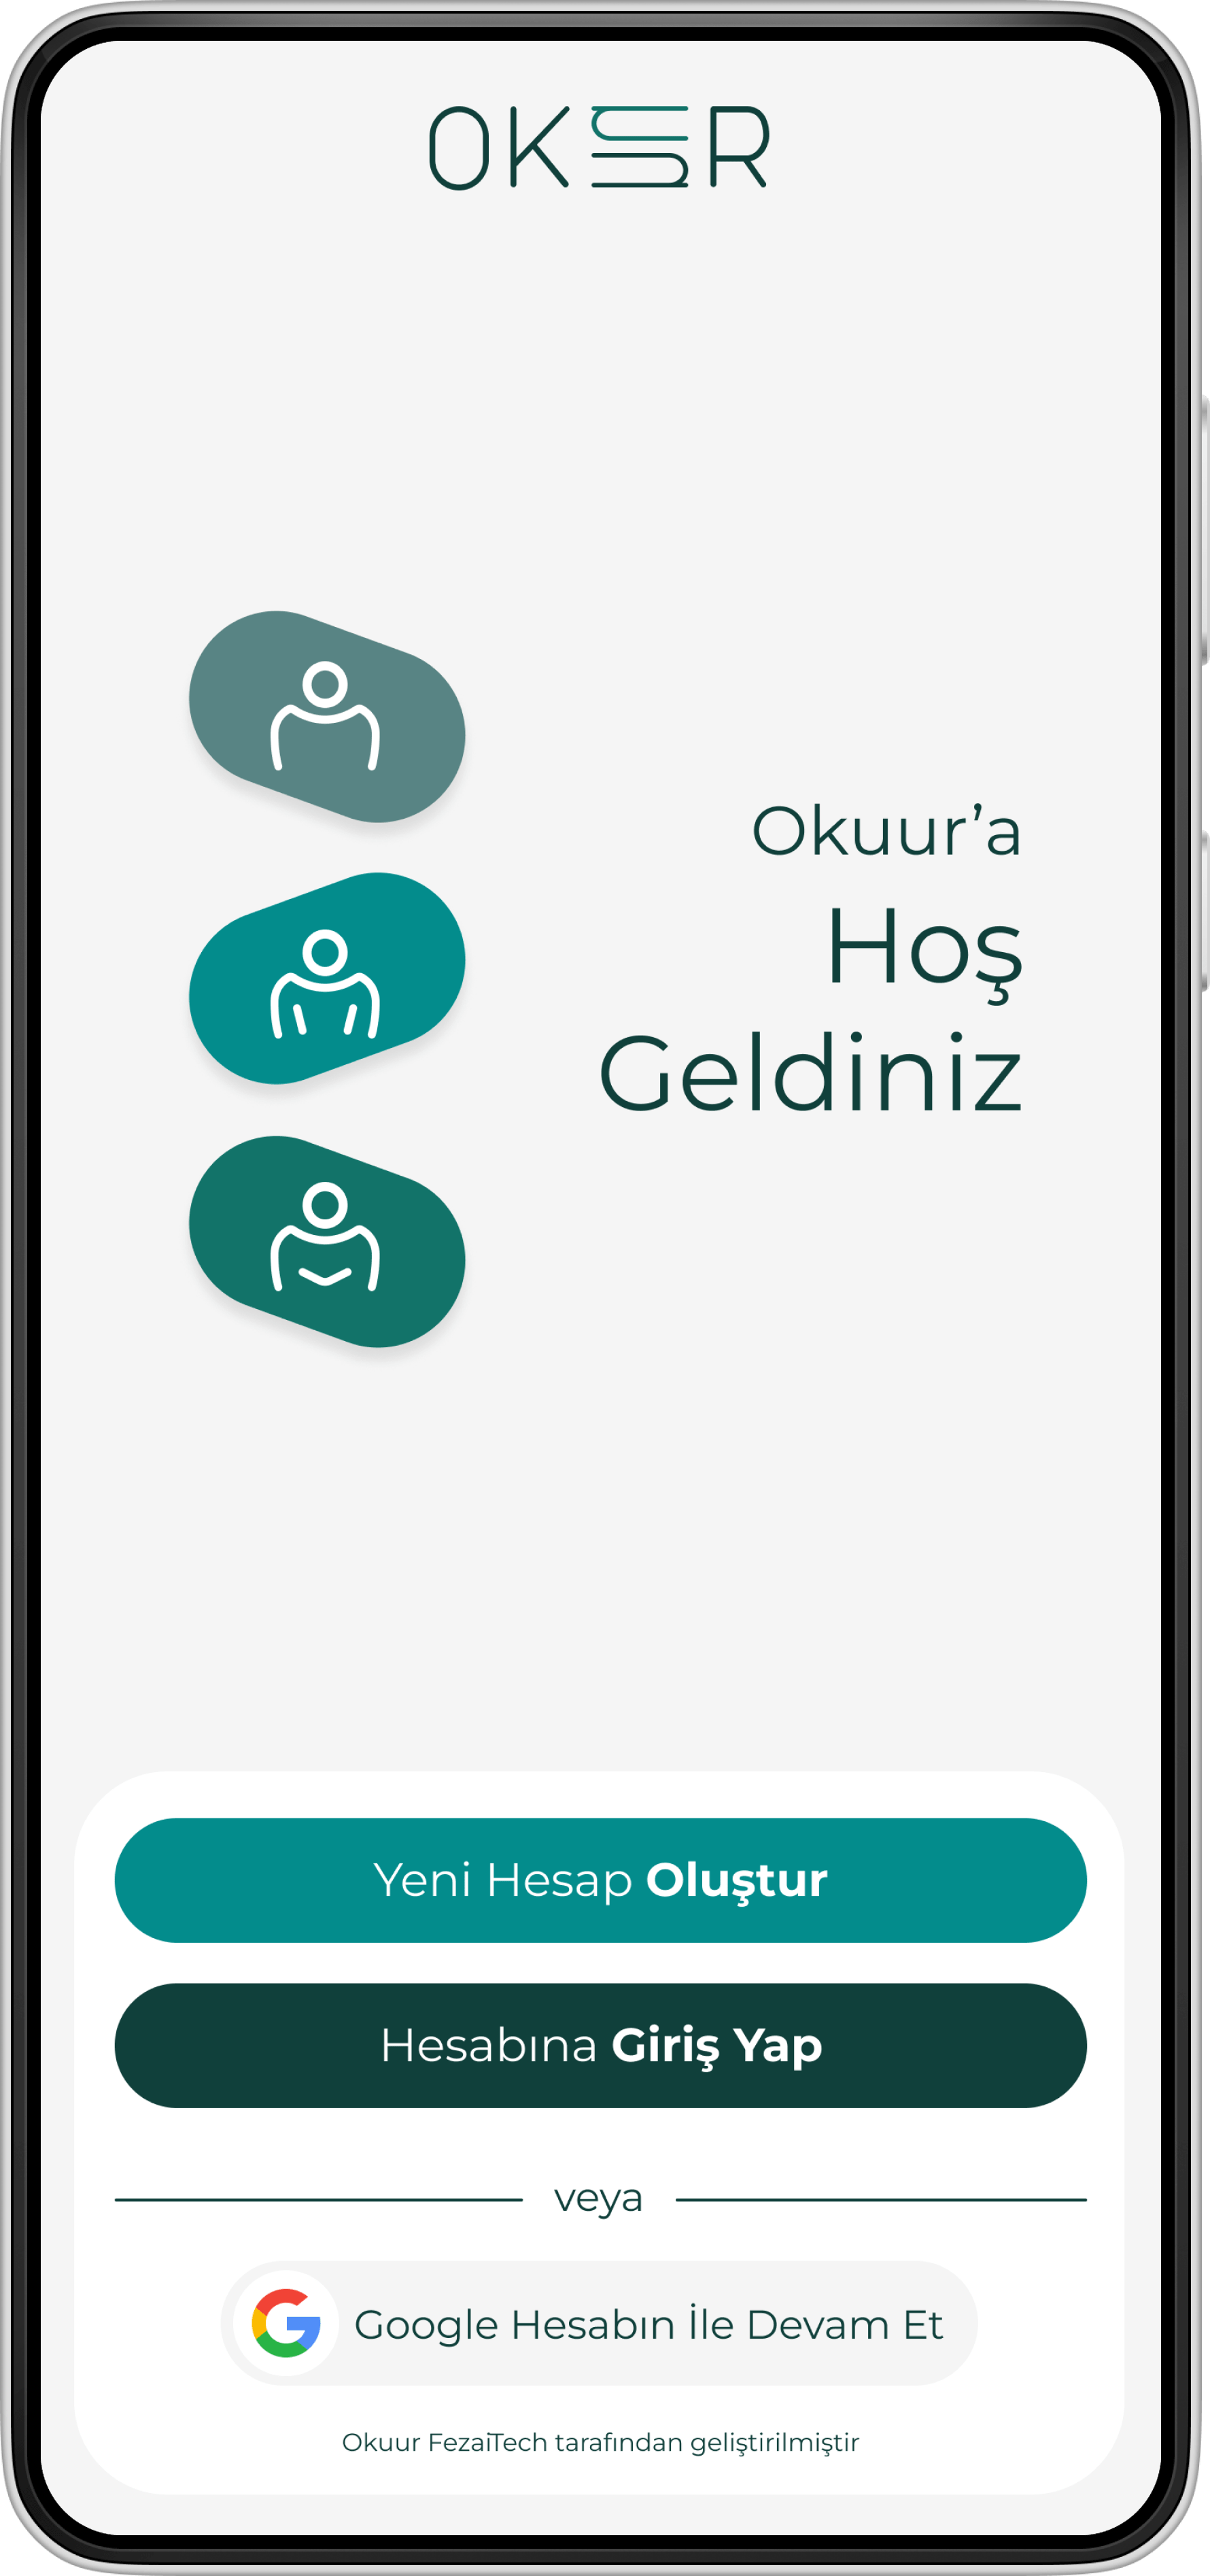 OKUUR
Okuur’a
Hoş
Geldiniz
Yeni Hesap Oluştur
Hesabına Giriş Yap
veya
Google Hesabın İle Devam Et
Okuur FezaiTech tarafından geliştirilmiştir